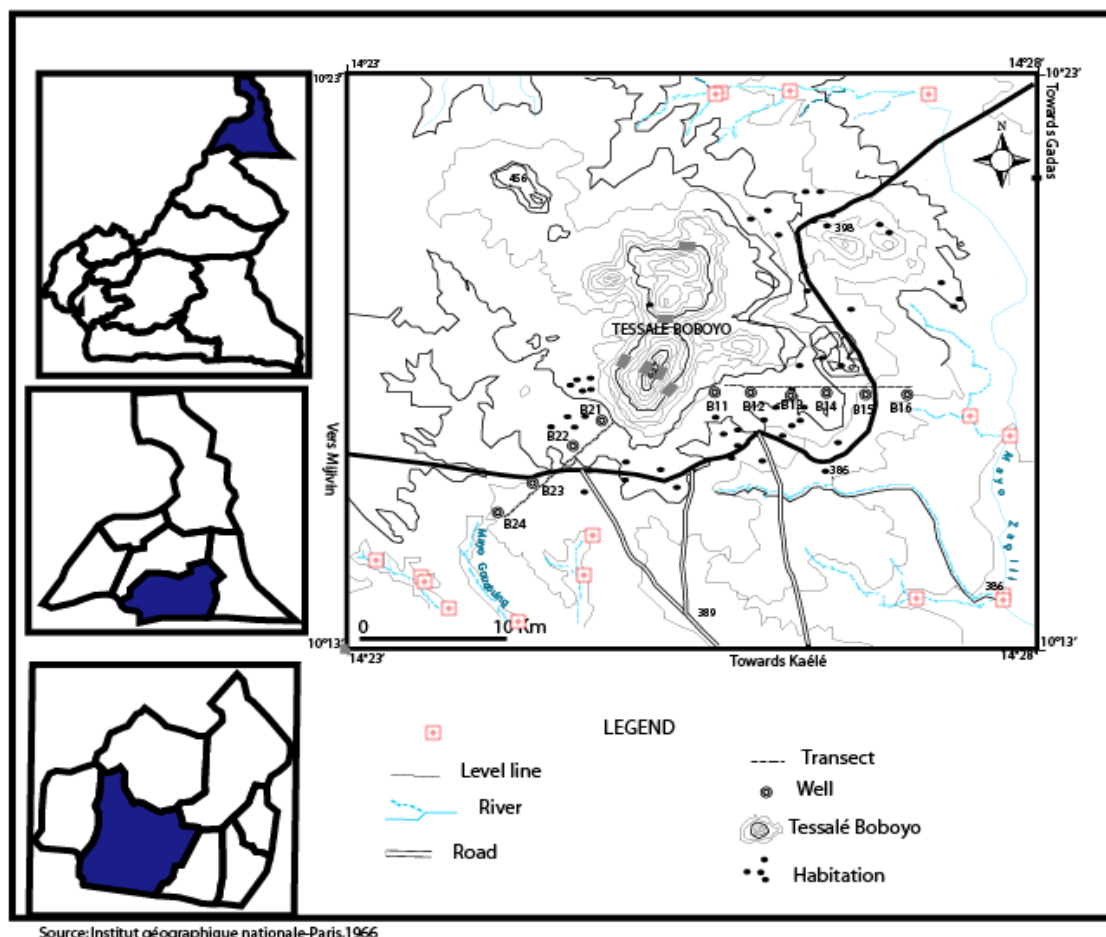 14°23'
14°28'
10°23'
10°23'
Towards Gadas
N
456
398
TESSALE BOBOYO
B11
B12
B13
B14
B15
B16
B21
B22
B23
B24
Vers Mijivin
386
Mayo
Zag Ili
386
389
0
10 Km
10°13'
10°13'
14°23'
14°28'
Towards Kaélé
LEGEND
Level line
River
Road
Transect
Well
Tessalé Boboyo
Habitation
Source: Institut géographique nationale-Paris,1966